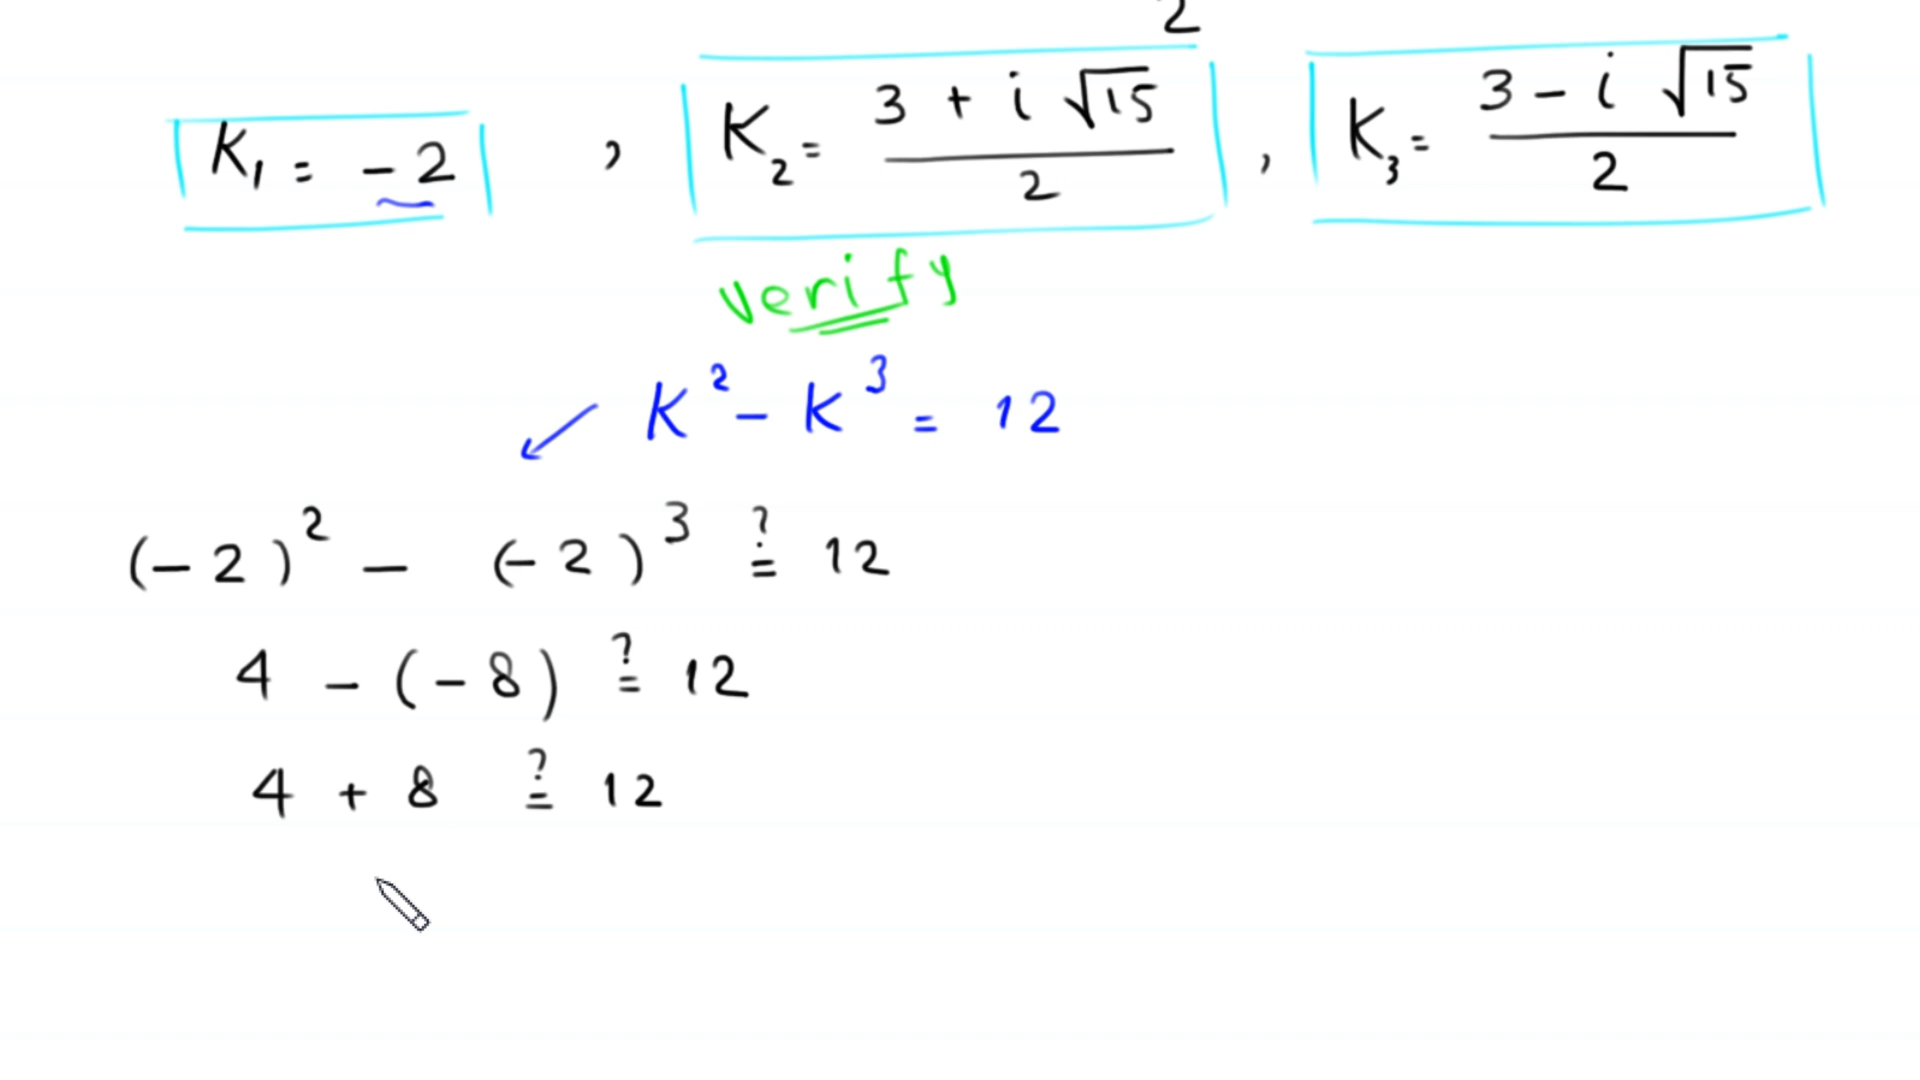 2
K₁ = -2 , K₂ = (3 + i √15)/2 , K₃ = (3 - i √15)/2
verify
K² - K³ = 12
(-2)² - (-2)³ ?= 12
4 - (-8) ?= 12
4 + 8 ?= 12